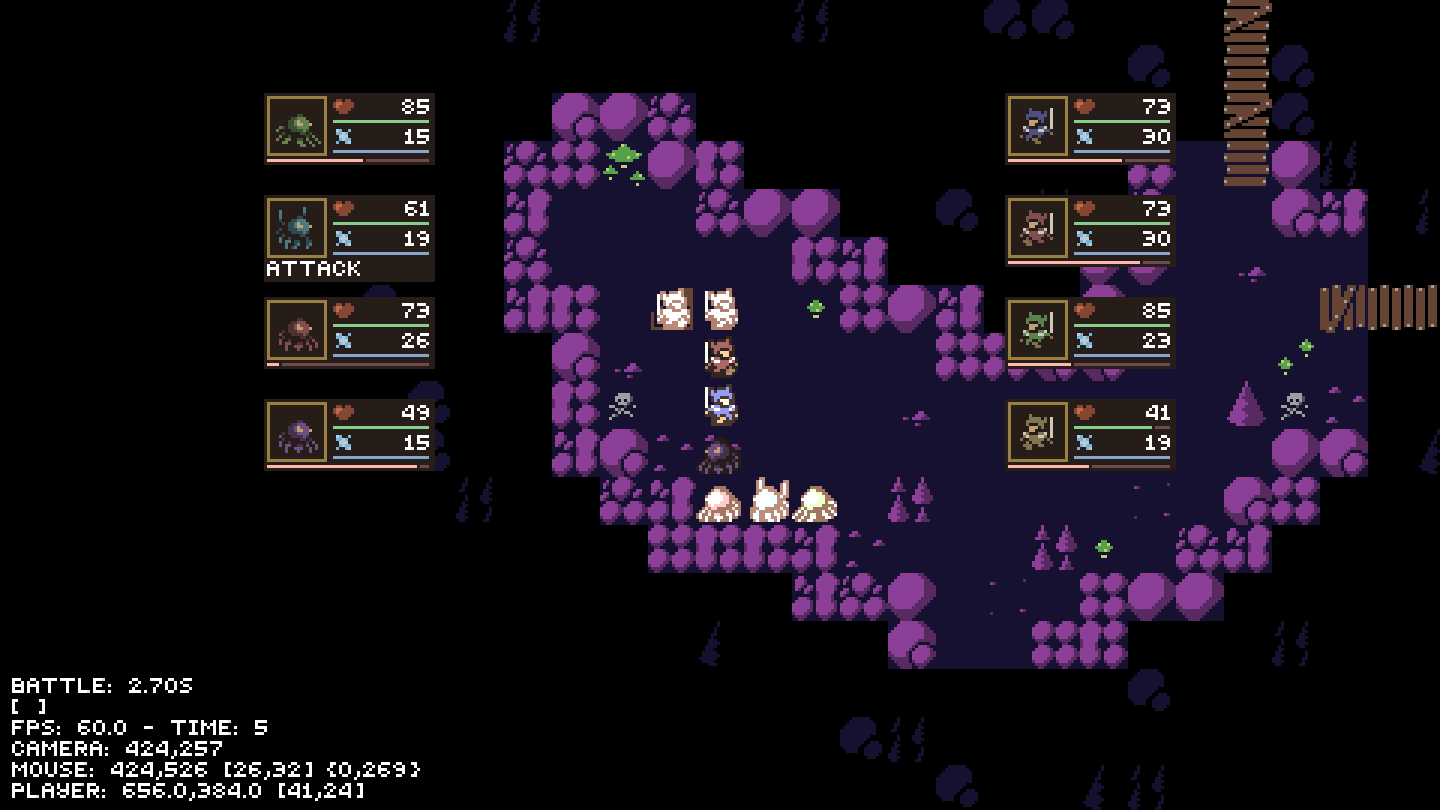 85
15
61
19
ATTACK
73
26
49
15
73
30
73
30
85
23
41
19
BATTLE: 2.70S
[ ]
FPS: 60.0 - TIME: 5
CAMERA: 424,257
MOUSE: 424,526 [26,32] {0,269}
PLAYER: 656.0,384.0 [41,24]